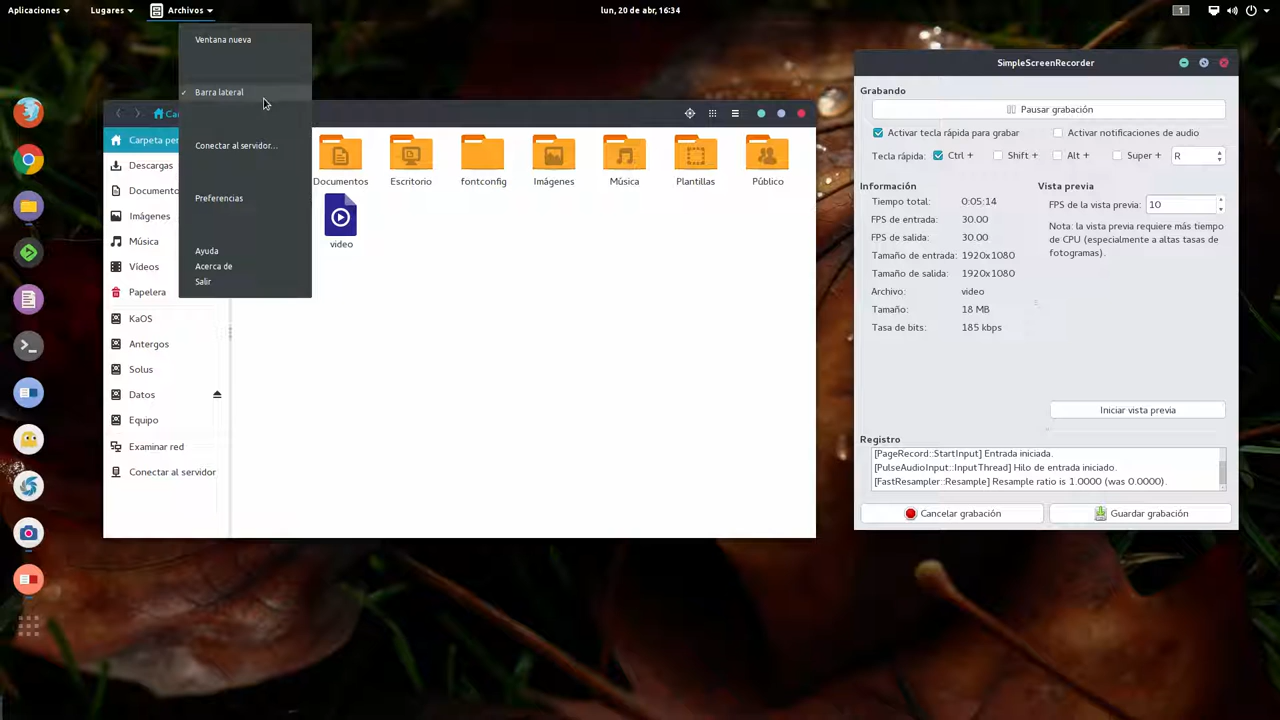 Aplicaciones
Lugares
Archivos
lun, 20 de abr, 16:34
1
Ventana nueva
✓ Barra lateral
Conectar al servidor...
Preferencias
Ayuda
Acerca de
Salir
Descargas
Imágenes
Música
Vídeos
Papelera
KaOS
Antergos
Solus
Datos
Equipo
Examinar red
Conectar al servidor
Documentos
Escritorio
fontconfig
Imágenes
Música
Plantillas
Público
video
SimpleScreenRecorder
Grabando
Pausar grabación
Activar tecla rápida para grabar
Activar notificaciones de audio
Tecla rápida: Ctrl + Shift + Alt + Super + R
Información
Tiempo total: 0:05:14
FPS de entrada: 30.00
FPS de salida: 30.00
Tamaño de entrada: 1920x1080
Tamaño de salida: 1920x1080
Archivo: video
Tamaño: 18 MB
Tasa de bits: 185 kbps
Vista previa
FPS de la vista previa: 10
Nota: la vista previa requiere más tiempo
de CPU (especialmente a altas tasas de
fotogramas).
Iniciar vista previa
Registro
[PageRecord::StartInput] Entrada iniciada.
[PulseAudioInput::InputThread] Hilo de entrada iniciado.
[FastResampler::Resample] Resample ratio is 1.0000 (was 0.0000).
Cancelar grabación
Guardar grabación